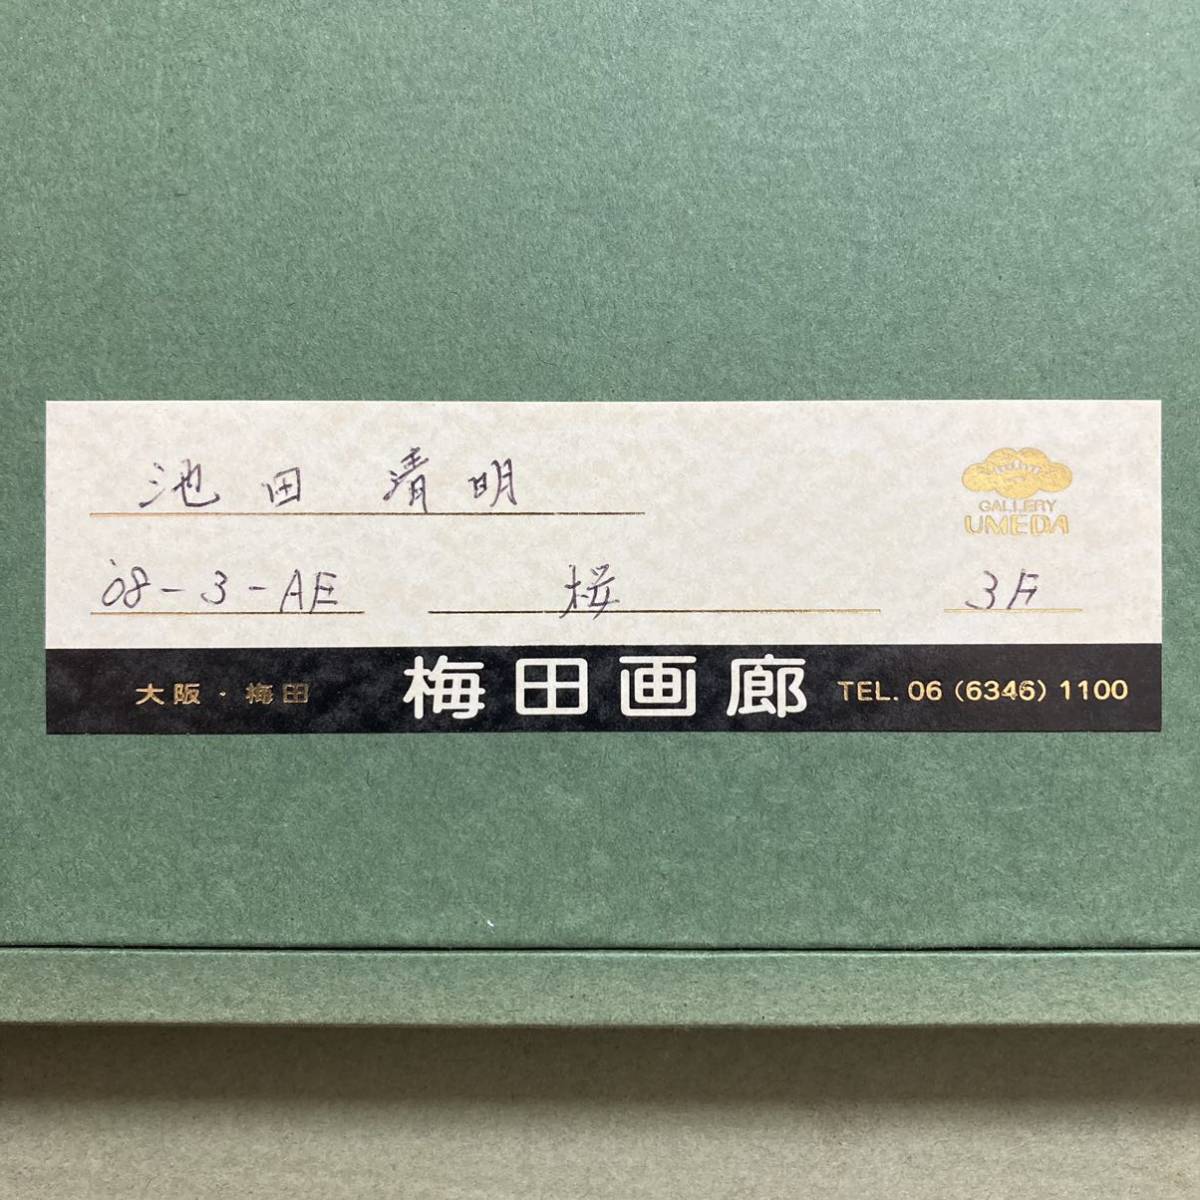 池田清明
GALLERY
UMEDA
'08-3-AE 桜 3F
大阪・梅田 梅田画廊 TEL. 06 (6346) 1100